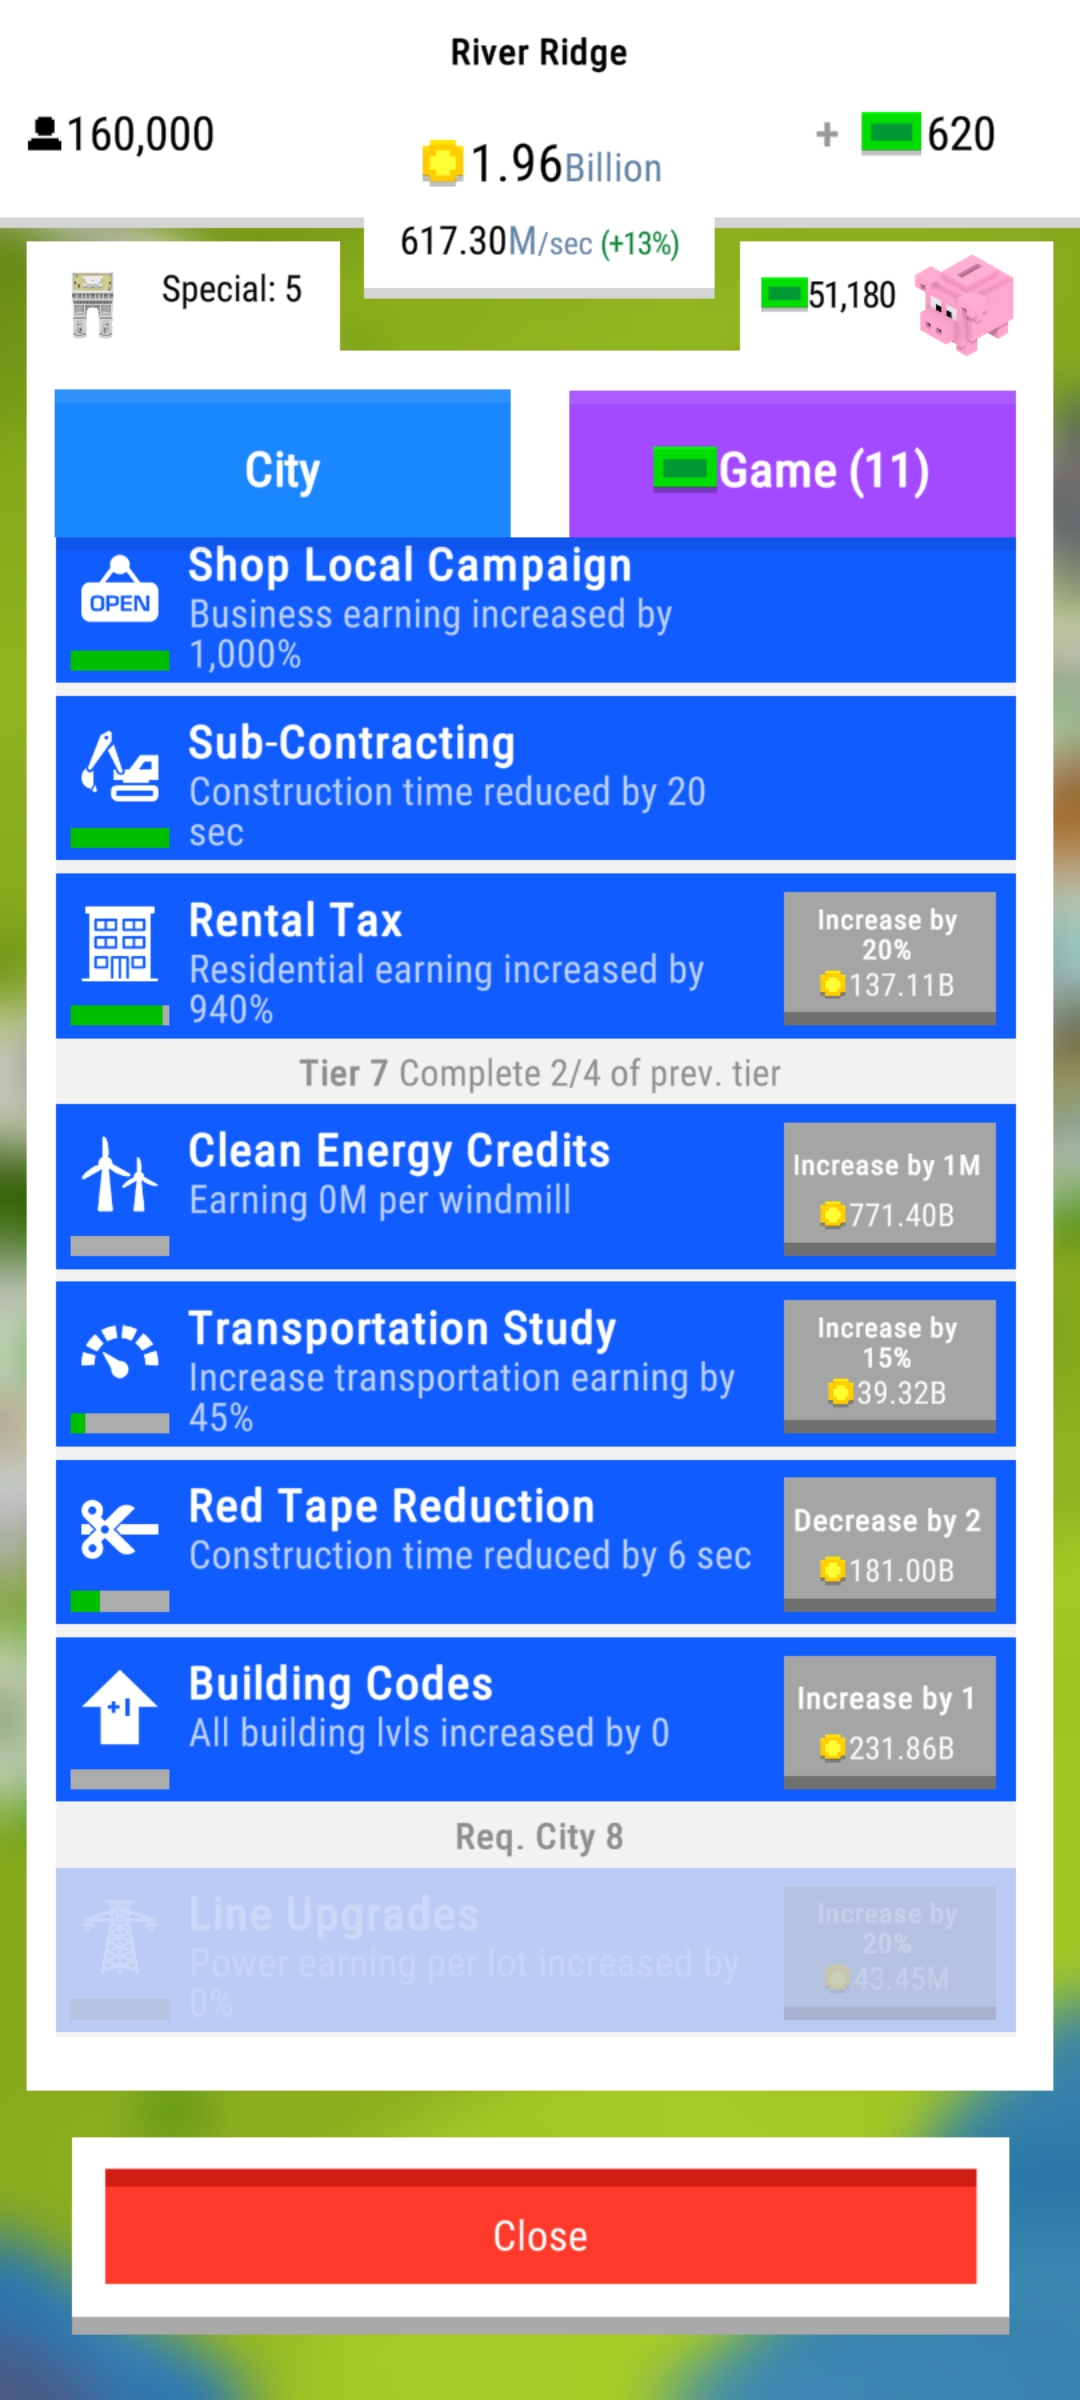 River Ridge
160,000
1.96Billion
+ 620
617.30M/sec (+13%)
Special: 5
51,180
City
Game (11)
OPEN
Shop Local Campaign
Business earning increased by
1,000%
Sub-Contracting
Construction time reduced by 20
sec
Rental Tax
Residential earning increased by
940%
Increase by
20%
137.11B
Tier 7 Complete 2/4 of prev. tier
Clean Energy Credits
Earning 0M per windmill
Increase by 1M
771.40B
Transportation Study
Increase transportation earning by
45%
Increase by
15%
39.32B
Red Tape Reduction
Construction time reduced by 6 sec
Decrease by 2
181.00B
+1
Building Codes
All building lvls increased by 0
Increase by 1
231.86B
Req. City 8
Line Upgrades
Power earning per lot increased by
0%
Increase by
20%
43.45M
Close